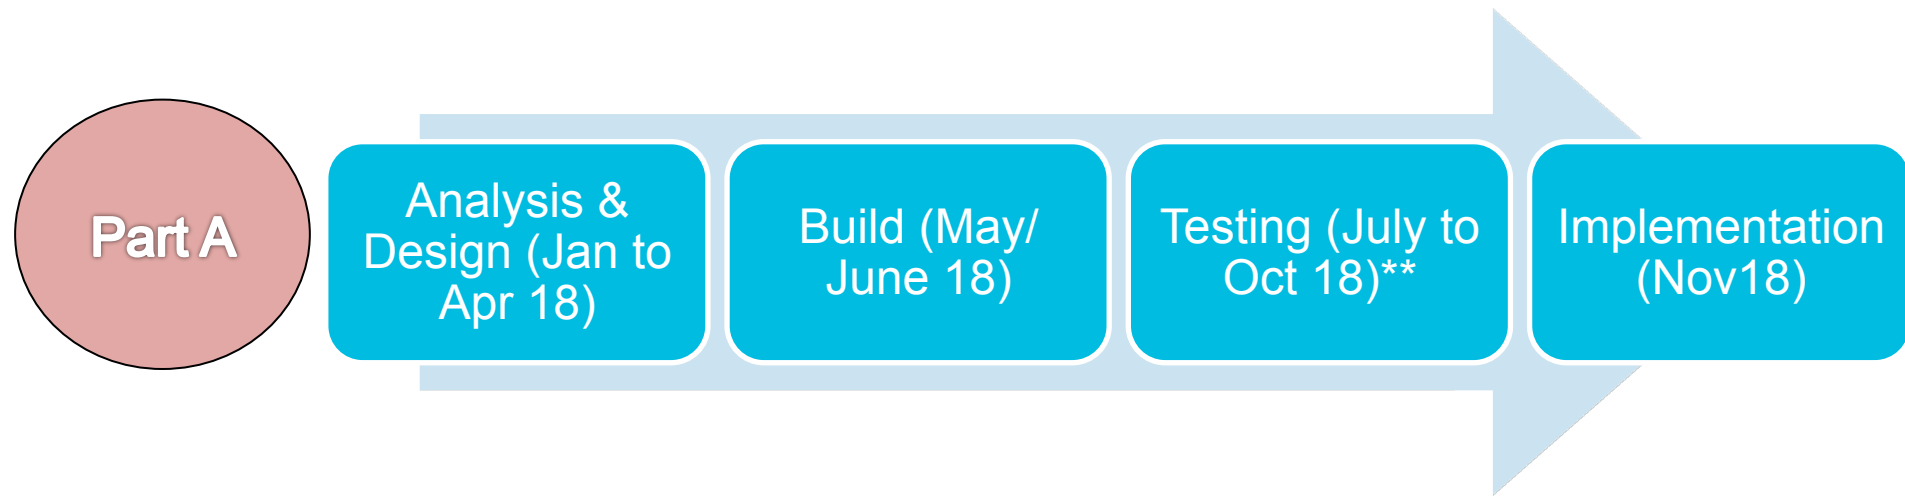 Part A
Analysis &
Design (Jan to
Apr 18)
Build (May/
June 18)
Testing (July to
Oct 18)**
Implementation
(Nov18)